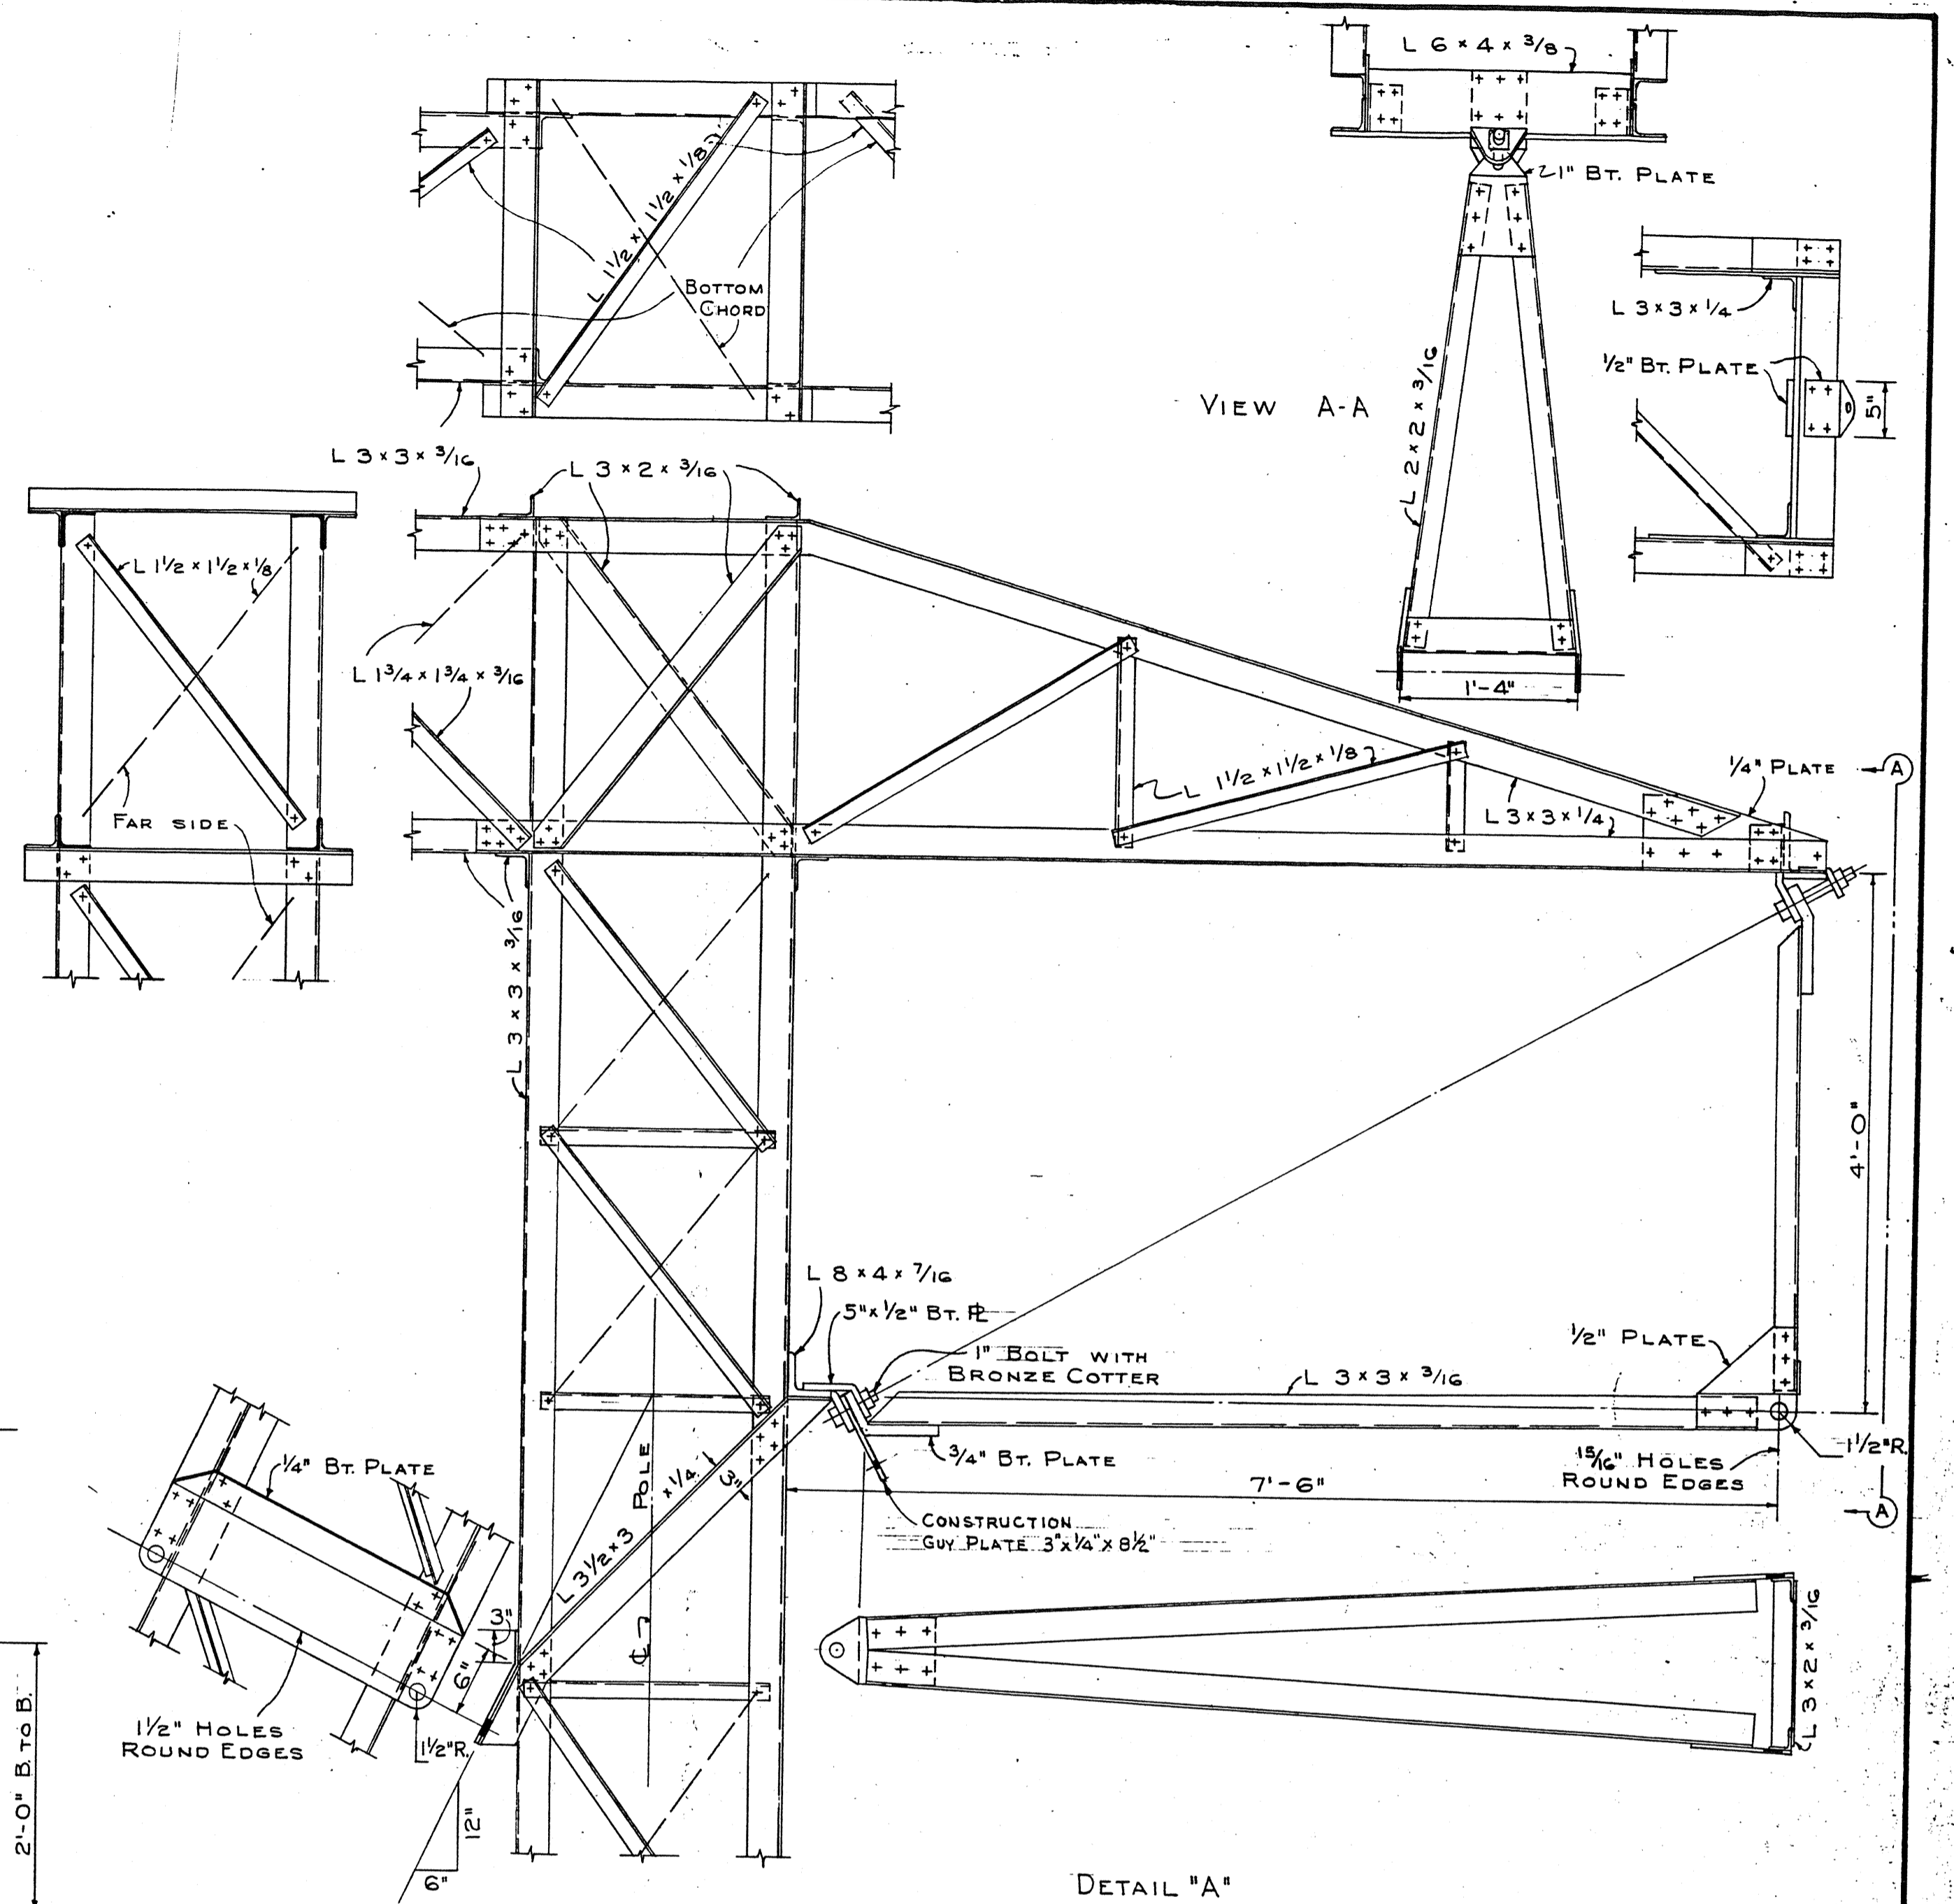 L 6 × 4 × 3/8
1" BT. PLATE
L 1 1/2 × 1 1/2 × 1/8
BOTTOM
CHORD
L 3 × 3 × 1/4
1/2" BT. PLATE
5"
VIEW A-A
L 2 × 2 × 3/16
1'-4"
L 3 × 3 × 3/16
L 3 × 2 × 3/16
L 1 1/2 × 1 1/2 × 1/8
L 1 3/4 × 1 3/4 × 3/16
FAR SIDE
L 1 1/2 × 1 1/2 × 1/8
L 3 × 3 × 1/4
1/4" PLATE
A
L 3 × 3 × 3/16
4'-0"
L 8 × 4 × 7/16
5" × 1/2" BT. PL
1" BOLT WITH
BRONZE COTTER
1/2" PLATE
L 3 × 3 × 3/16
3/4" BT. PLATE
15/16" HOLES
ROUND EDGES
1 1/2" R.
7'-6"
A
CONSTRUCTION
GUY PLATE 3" × 1/4" × 8 1/2"
1/4" BT. PLATE
L 3 1/2 × 3 × 1/4
3"
CL POLE
3"
6"
1 1/2" HOLES
ROUND EDGES
1 1/2" R.
12"
6"
2'-0" B. TO B.
L 3 × 2 × 3/16
DETAIL "A"